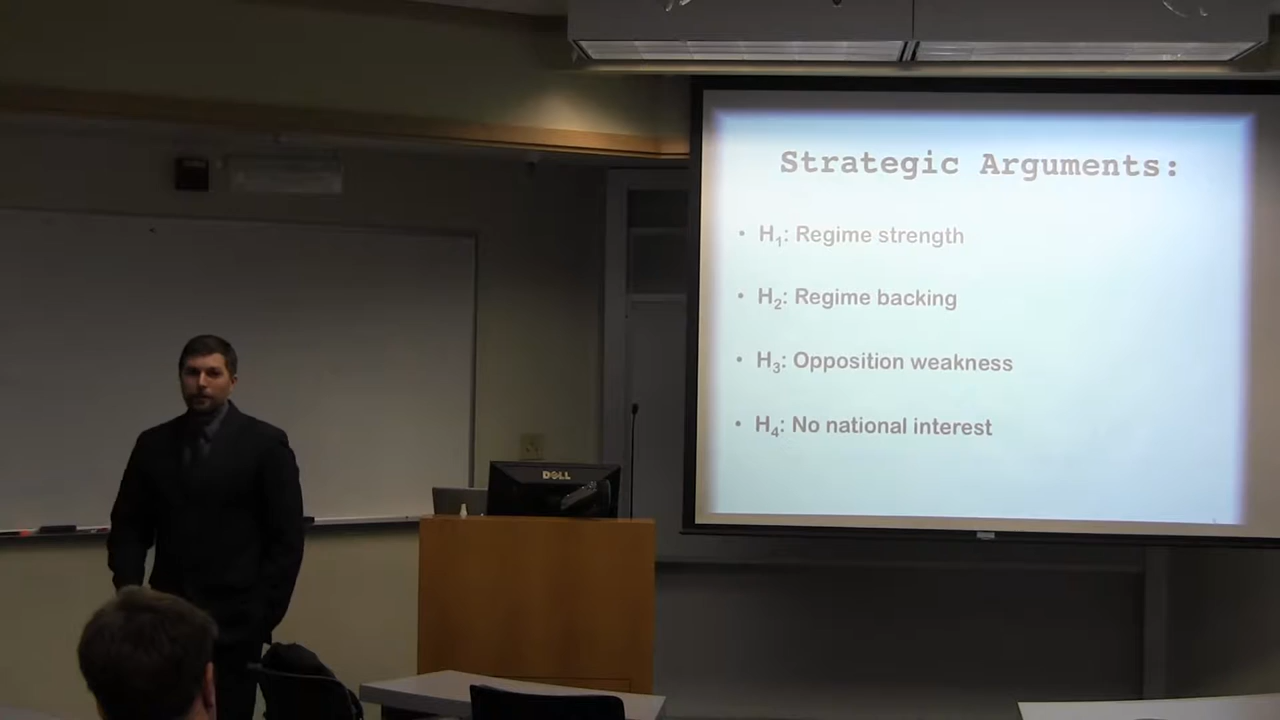 Strategic Arguments:
• H₁: Regime strength
• H₂: Regime backing
• H₃: Opposition weakness
• H₄: No national interest
DELL